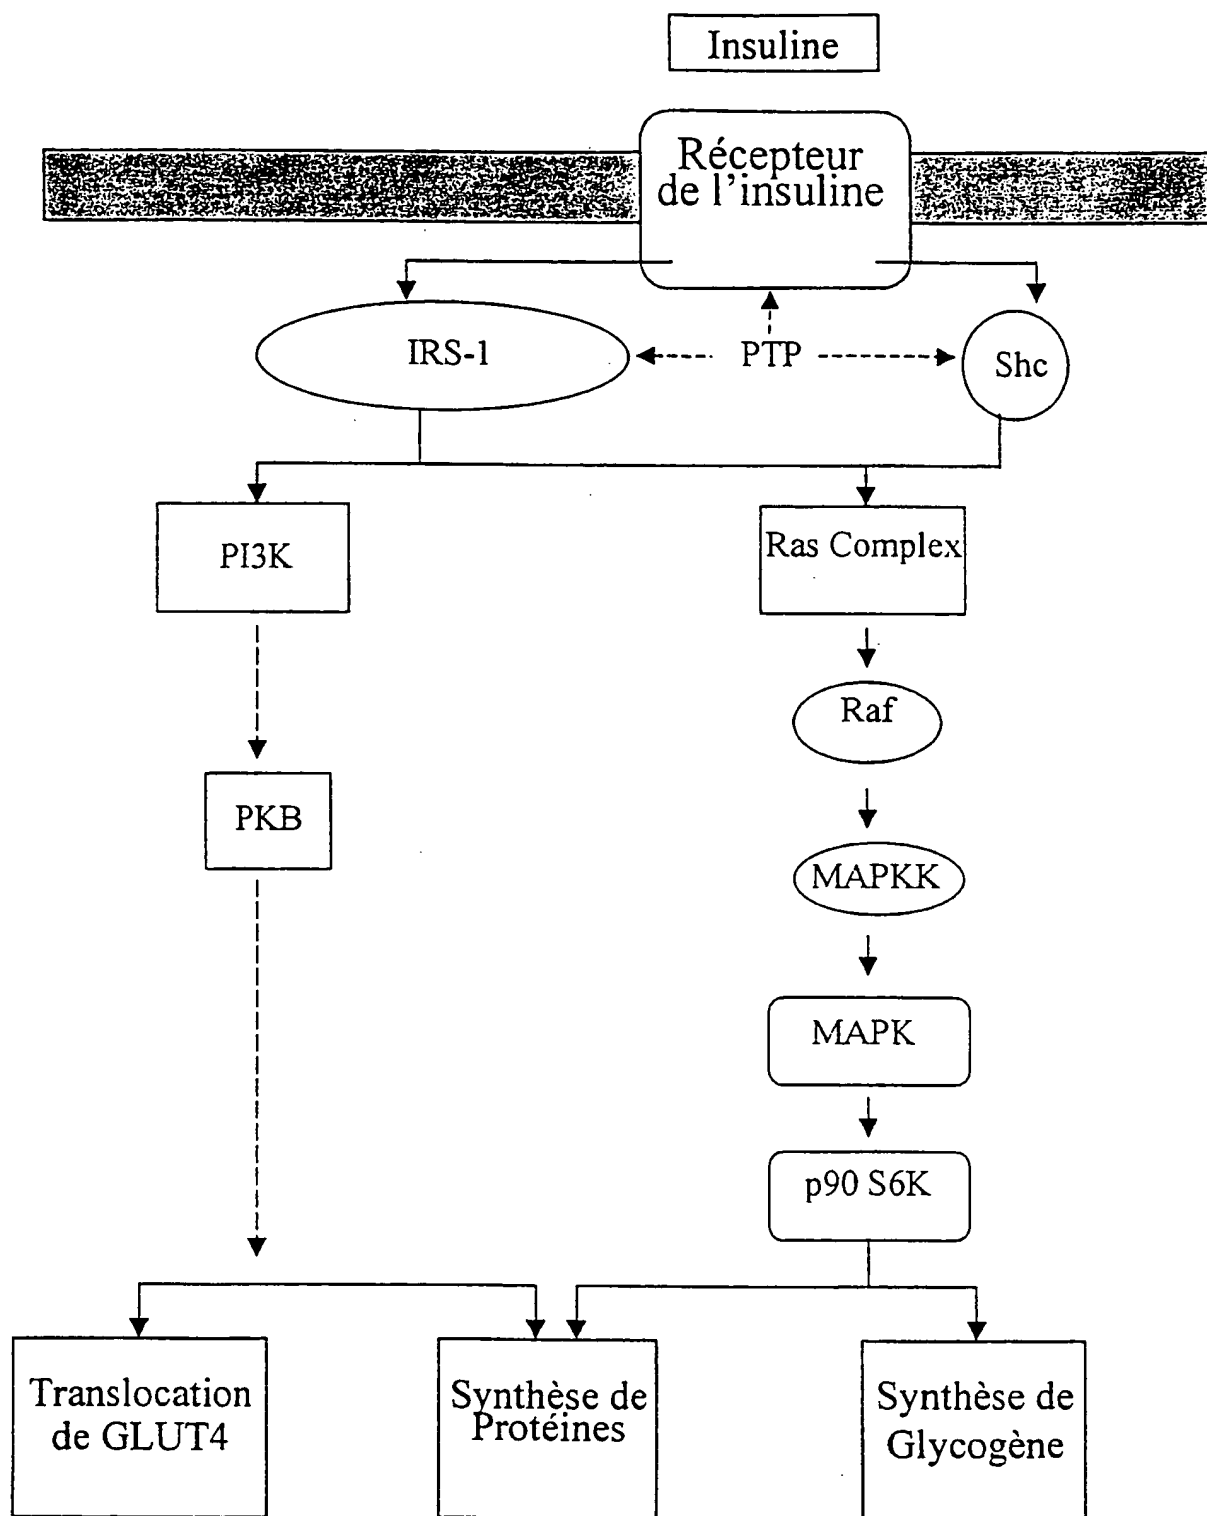 Insuline
Récepteur
de l'insuline
IRS-1
PTP
Shc
PI3K
Ras Complex
Raf
PKB
MAPKK
MAPK
p90 S6K
Translocation
de GLUT4
Synthèse de
Protéines
Synthèse de
Glycogène